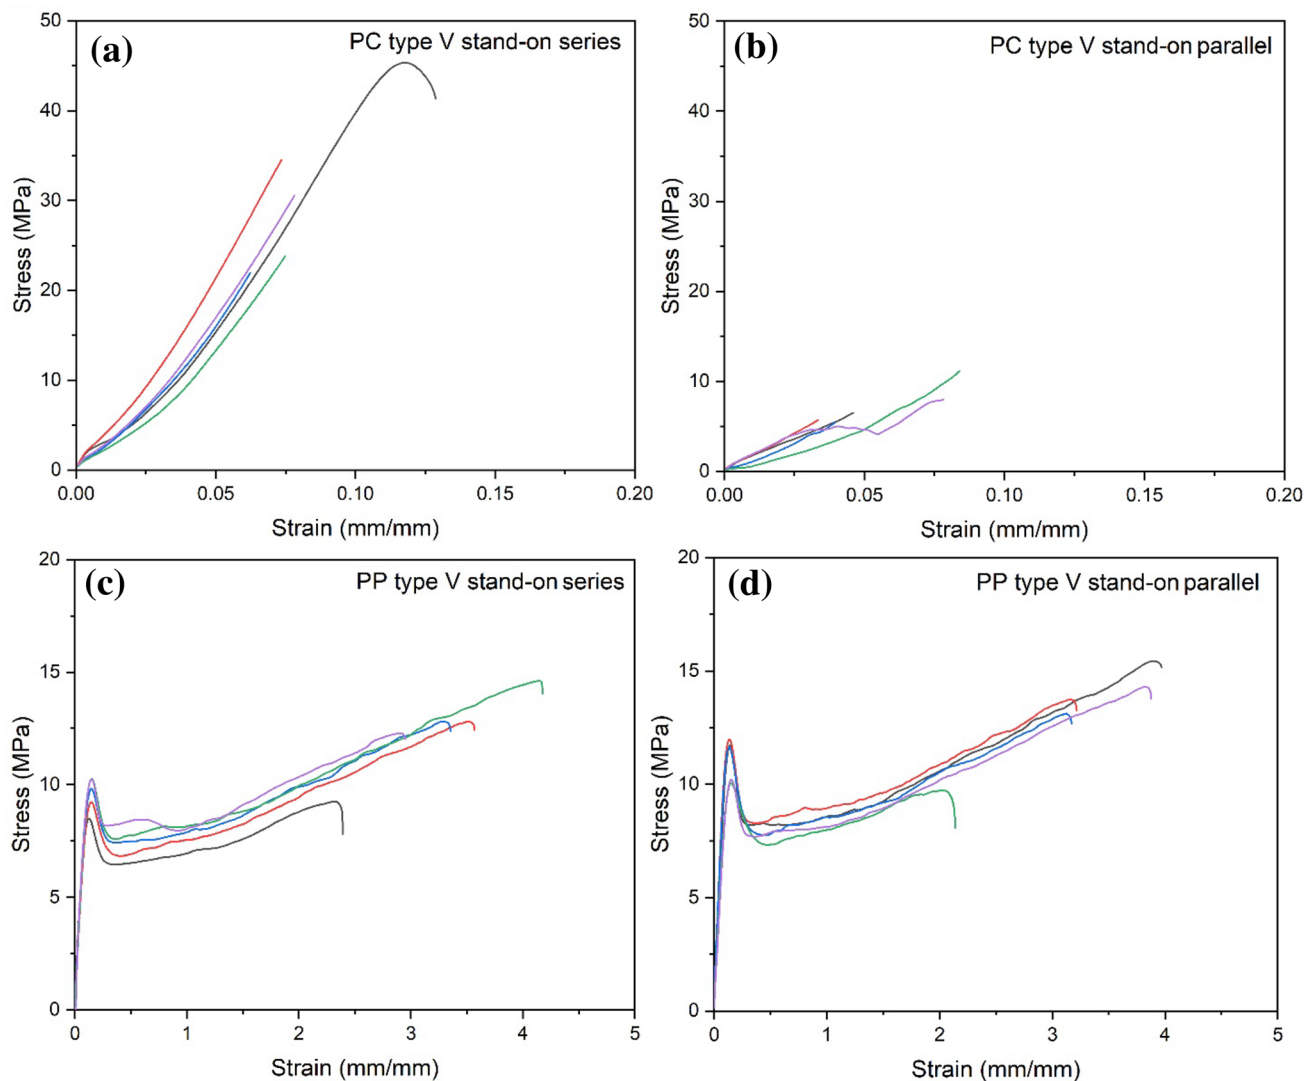 (a) PC type V stand-on series
50
40
30
20
10
0
Stress (MPa)
0.00 0.05 0.10 0.15 0.20
Strain (mm/mm)
(b) PC type V stand-on parallel
50
40
30
20
10
0
Stress (MPa)
0.00 0.05 0.10 0.15 0.20
Strain (mm/mm)
(c) PP type V stand-on series
20
15
10
5
0
Stress (MPa)
0 1 2 3 4 5
Strain (mm/mm)
(d) PP type V stand-on parallel
20
15
10
5
0
Stress (MPa)
0 1 2 3 4 5
Strain (mm/mm)